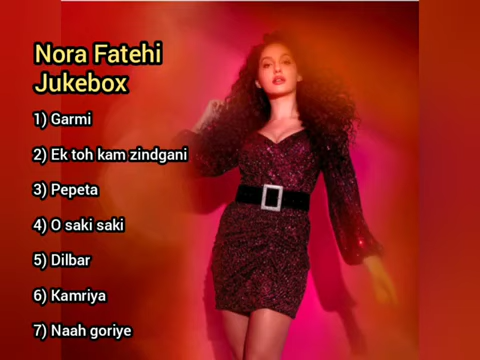 Nora Fatehi
Jukebox
1) Garmi
2) Ek toh kam zindgani
3) Pepeta
4) O saki saki
5) Dilbar
6) Kamriya
7) Naah goriye